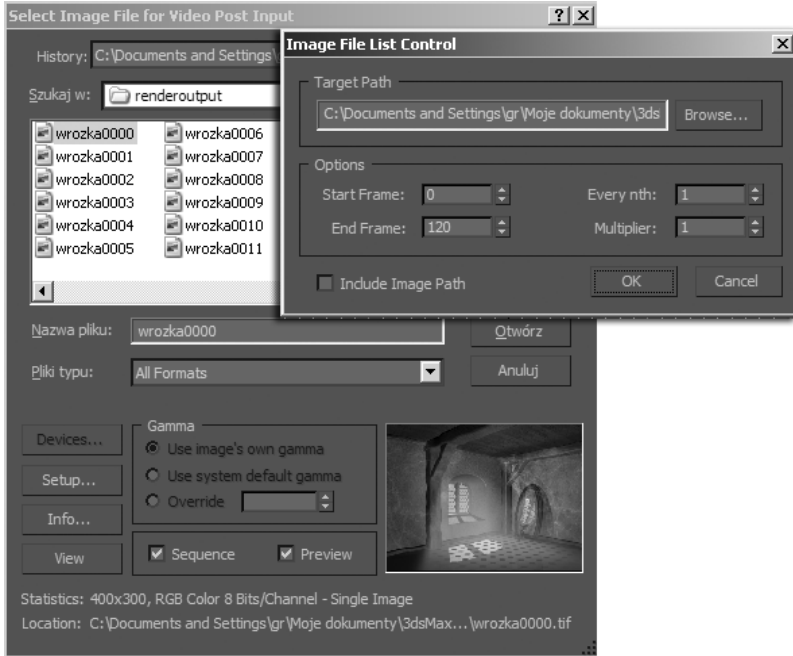 Select Image File for Video Post Input
History: C:\Documents and Settings\
Szukaj w: renderoutput
wrozka0000
wrozka0001
wrozka0002
wrozka0003
wrozka0004
wrozka0005
wrozka0006
wrozka0007
wrozka0008
wrozka0009
wrozka0010
wrozka0011
Nazwa pliku: wrozka0000
Otwórz
Pliki typu: All Formats
Anuluj
Devices...
Setup...
Info...
View
Gamma
Use image's own gamma
Use system default gamma
Override
Sequence
Preview
Statistics: 400x300, RGB Color 8 Bits/Channel - Single Image
Location: C:\Documents and Settings\gr\Moje dokumenty\3dsMax...\wrozka0000.tif
Image File List Control
Target Path
C:\Documents and Settings\gr\Moje dokumenty\3ds
Browse...
Options
Start Frame: 0
Every nth: 1
End Frame: 120
Multiplier: 1
Include Image Path
OK
Cancel